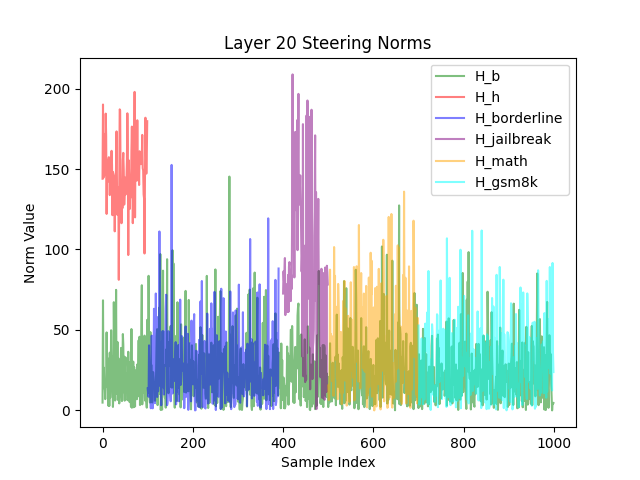 Layer 20 Steering Norms
H_b
H_h
H_borderline
H_jailbreak
H_math
H_gsm8k
Norm Value
200
150
100
50
0
0 200 400 600 800 1000
Sample Index